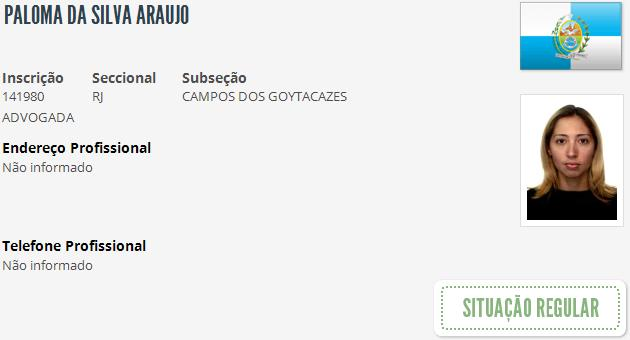 PALOMA DA SILVA ARAUJO
Inscrição Seccional Subseção
141980 RJ CAMPOS DOS GOYTACAZES
ADVOGADA
Endereço Profissional
Não informado
Telefone Profissional
Não informado
SITUAÇÃO REGULAR